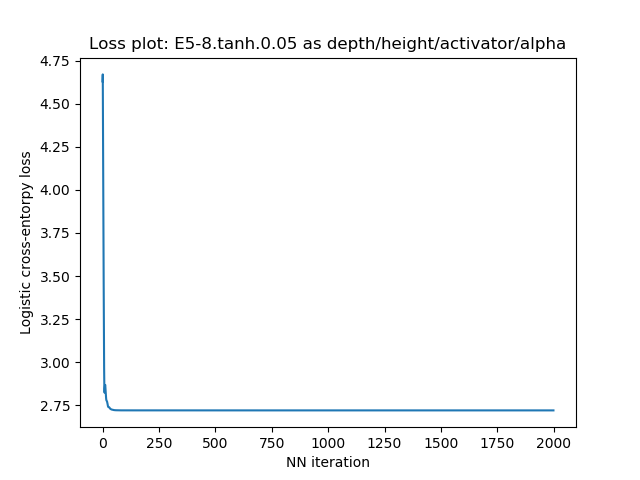 Loss plot: E5-8.tanh.0.05 as depth/height/activator/alpha
4.75
4.50
4.25
4.00
3.75
3.50
3.25
3.00
2.75
Logistic cross-entorpy loss
0 250 500 750 1000 1250 1500 1750 2000
NN iteration